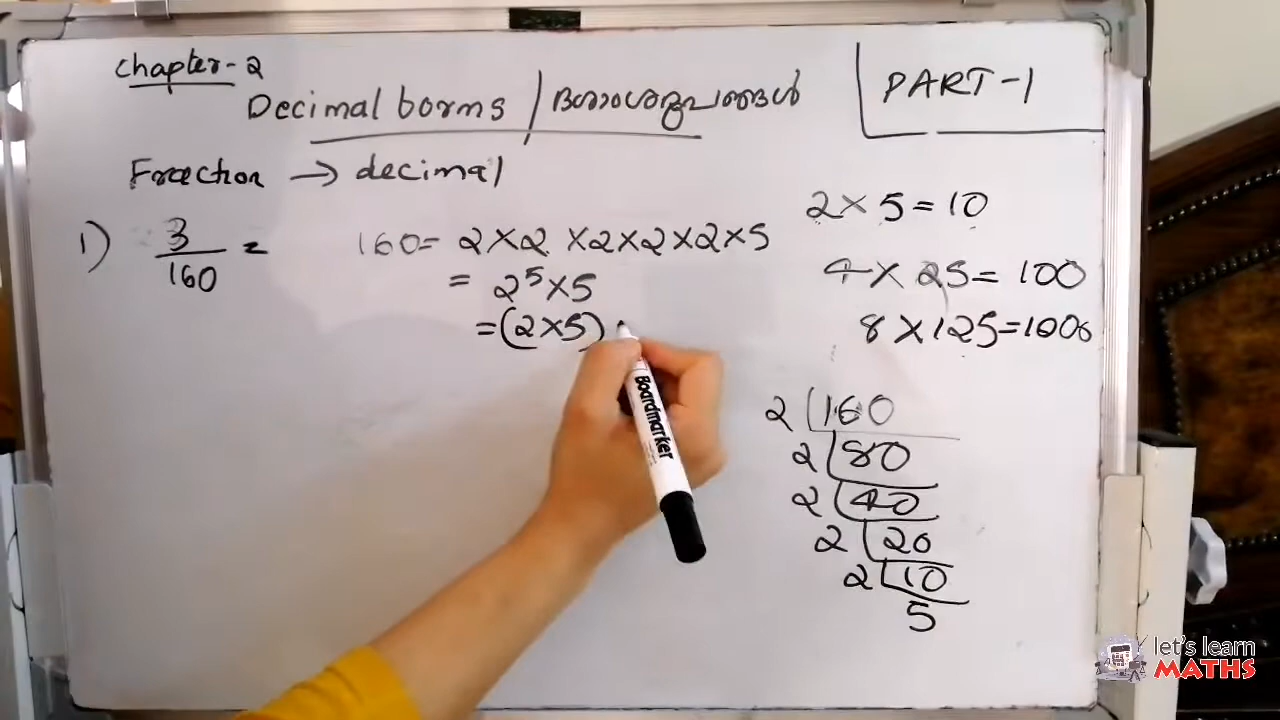 Chapter-2
Decimal forms / ദശാംശരൂപങ്ങൾ
PART-1
Fraction → decimal
1) 3/160 =
160= 2×2 ×2×2×2×5
= 2⁵×5
=(2×5)
2×5=10
4×25=100
8×125=1000
2 160
2 80
2 40
2 20
2 10
5
Boardmarker
let's learn
MATHS